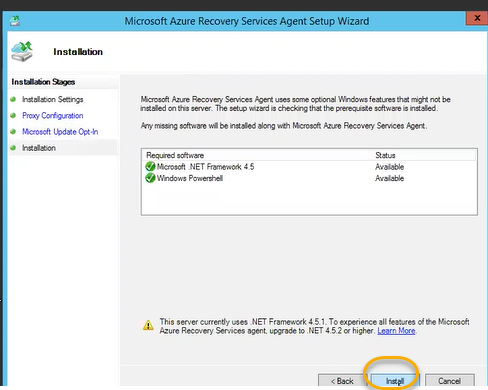 Microsoft Azure Recovery Services Agent Setup Wizard
x
Installation
Installation Stages
Installation Settings
Proxy Configuration
Microsoft Update Opt-In
Installation
Microsoft Azure Recovery Services Agent uses some optional Windows features that might not be
installed on this server. The setup wizard is checking that the prerequisite software is installed.
Any missing software will be installed along with Microsoft Azure Recovery Services Agent.
Required software Status
Microsoft .NET Framework 4.5 Available
Windows Powershell Available
This server currently uses .NET Framework 4.5.1. To experience all features of the Microsoft
Azure Recovery Services agent, upgrade to .NET 4.5.2 or higher. Learn More.
< Back Install Cancel